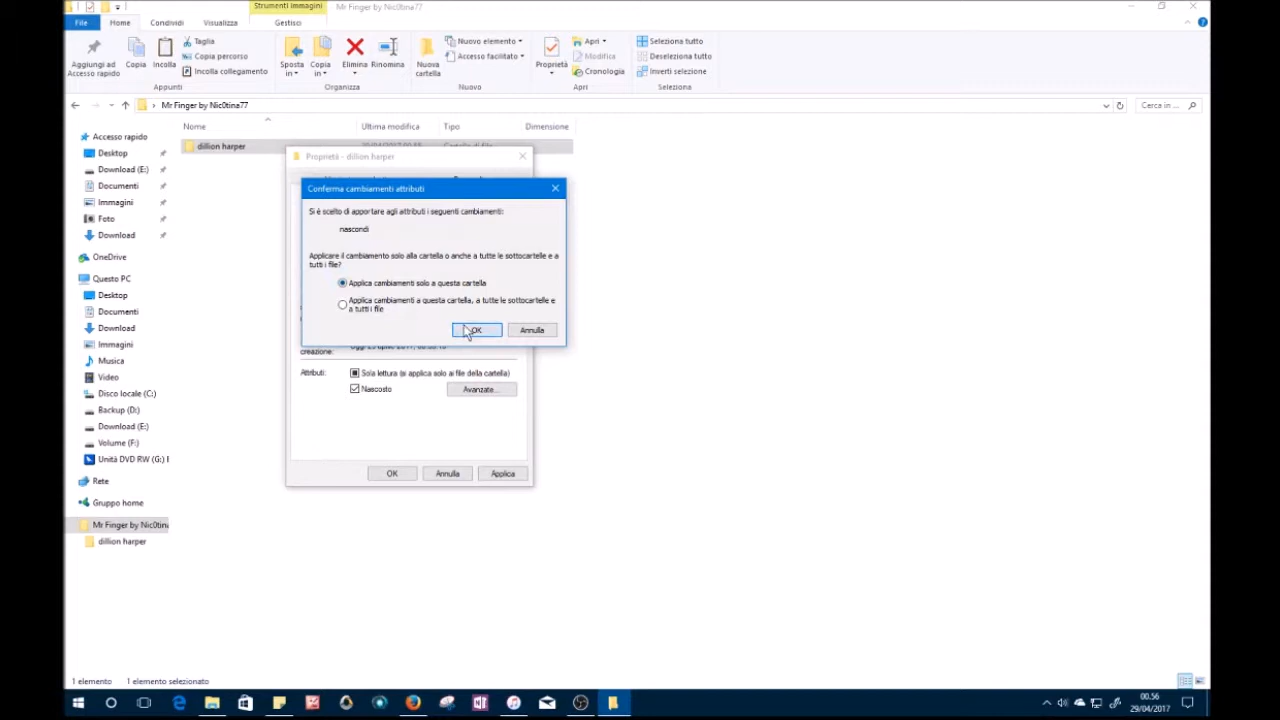 Strumenti immagini
Mr Finger by Nic0tina77
File
Home
Condividi
Visualizza
Gestisci
Aggiungi ad
Accesso rapido
Copia
Incolla
Taglia
Copia percorso
Incolla collegamento
Appunti
Sposta
in
Copia
in
Elimina
Rinomina
Organizza
Nuova
cartella
Nuovo elemento
Accesso facilitato
Nuovo
Proprietà
Apri
Modifica
Cronologia
Apri
Seleziona tutto
Deseleziona tutto
Inverti selezione
Seleziona
Mr Finger by Nic0tina77
Cerca in ...
Nome
Ultima modifica
Tipo
Dimensione
dillion harper
Accesso rapido
Desktop
Download (E:)
Documenti
Immagini
Foto
Download
OneDrive
Questo PC
Desktop
Documenti
Download
Immagini
Musica
Video
Disco locale (C:)
Backup (D:)
Download (E:)
Volume (F:)
Unità DVD RW (G:) I
Rete
Gruppo home
Mr Finger by Nic0tina
dillion harper
Proprietà - dillion harper
Conferma cambiamenti attributi
Si è scelto di apportare agli attributi i seguenti cambiamenti:
nascondi
Applicare il cambiamento solo alla cartella o anche a tutte le sottocartelle e a
tutti i file?
Applica cambiamenti solo a questa cartella
Applica cambiamenti a questa cartella, a tutte le sottocartelle e
a tutti i file
OK
Annulla
creazione:
Attributi:
Sola lettura (si applica solo ai file della cartella)
Nascosto
Avanzate...
OK
Annulla
Applica
1 elemento
1 elemento selezionato
00.56
29/04/2017